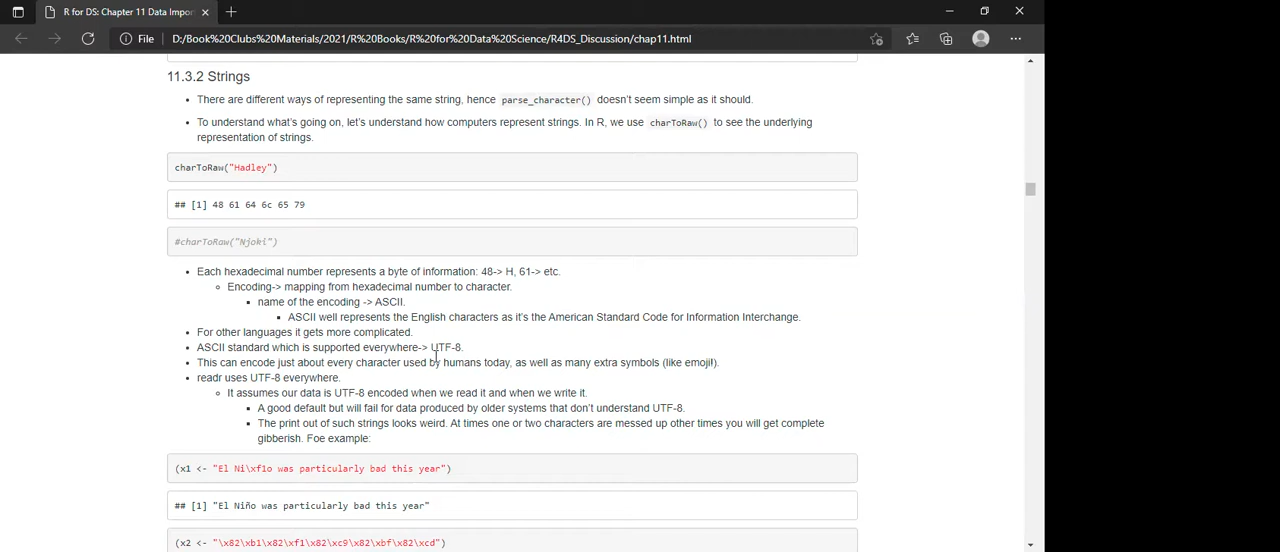 R for DS: Chapter 11 Data Impor
File D:/Book%20Clubs%20Materials/2021/R%20Books/R%20for%20Data%20Science/R4DS_Discussion/chap11.html
11.3.2 Strings
There are different ways of representing the same string, hence parse_character() doesn't seem simple as it should.
To understand what's going on, let's understand how computers represent strings. In R, we use charToRaw() to see the underlying
representation of strings.
charToRaw("Hadley")
## [1] 48 61 64 6c 65 79
#charToRaw("Njoki")
Each hexadecimal number represents a byte of information: 48-> H, 61-> etc.
Encoding-> mapping from hexadecimal number to character.
name of the encoding -> ASCII.
ASCII well represents the English characters as it's the American Standard Code for Information Interchange.
For other languages it gets more complicated.
ASCII standard which is supported everywhere-> UTF-8.
This can encode just about every character used by humans today, as well as many extra symbols (like emoji!).
readr uses UTF-8 everywhere.
It assumes our data is UTF-8 encoded when we read it and when we write it.
A good default but will fail for data produced by older systems that don't understand UTF-8.
The print out of such strings looks weird. At times one or two characters are messed up other times you will get complete
gibberish. Foe example:
(x1 <- "El Ni\xf1o was particularly bad this year")
## [1] "El Niño was particularly bad this year"
(x2 <- "\x82\xb1\x82\xf1\x82\xc9\x82\xbf\x82\xcd")